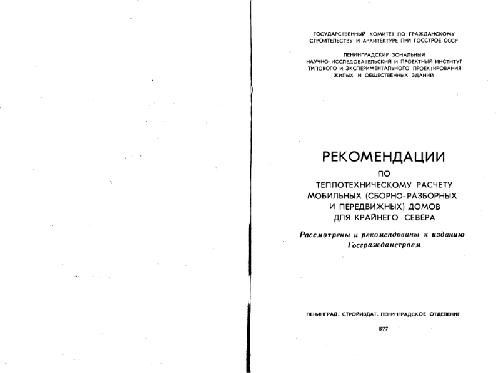 ГОСУДАРСТВЕННЫЙ КОМИТЕТ ПО ГРАЖДАНСКОМУ
СТРОИТЕЛЬСТВУ И АРХИТЕКТУРЕ ПРИ ГОССТРОЕ СССР
ЛЕНИНГРАДСКИЙ ЗОНАЛЬНЫЙ
НАУЧНО-ИССЛЕДОВАТЕЛЬСКИЙ И ПРОЕКТНЫЙ ИНСТИТУТ
ТИПОВОГО И ЭКСПЕРИМЕНТАЛЬНОГО ПРОЕКТИРОВАНИЯ
ЖИЛЫХ И ОБЩЕСТВЕННЫХ ЗДАНИЙ
РЕКОМЕНДАЦИИ
ПО
ТЕПЛОТЕХНИЧЕСКОМУ РАСЧЕТУ
МОБИЛЬНЫХ (СБОРНО-РАЗБОРНЫХ
И ПЕРЕДВИЖНЫХ) ДОМОВ
ДЛЯ КРАЙНЕГО СЕВЕРА
Рассмотрены и рекомендованы к изданию
Госгражданстроем
ЛЕНИНГРАД, СТРОЙИЗДАТ, ЛЕНИНГРАДСКОЕ ОТДЕЛЕНИЕ
1977